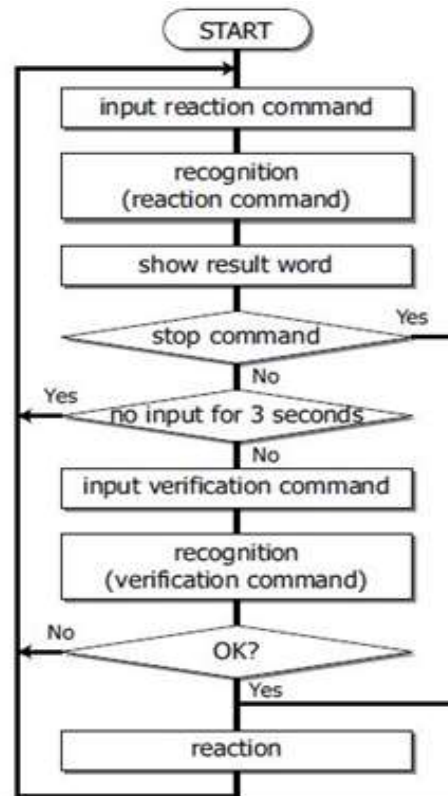 START
input reaction command
recognition
(reaction command)
show result word
stop command
Yes
No
no input for 3 seconds
Yes
No
input verification command
recognition
(verification command)
OK?
No
Yes
reaction